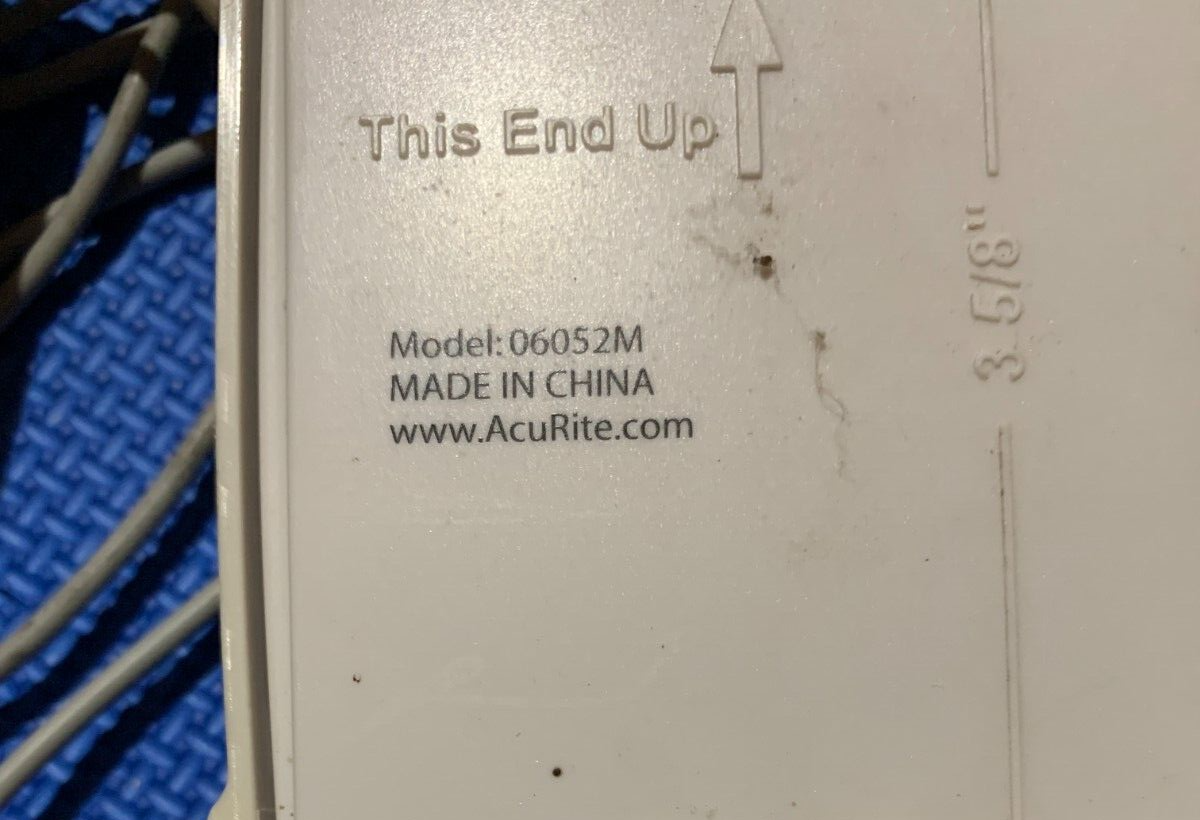 This End Up
3 5/8"
Model: 06052M
MADE IN CHINA
www.AcuRite.com